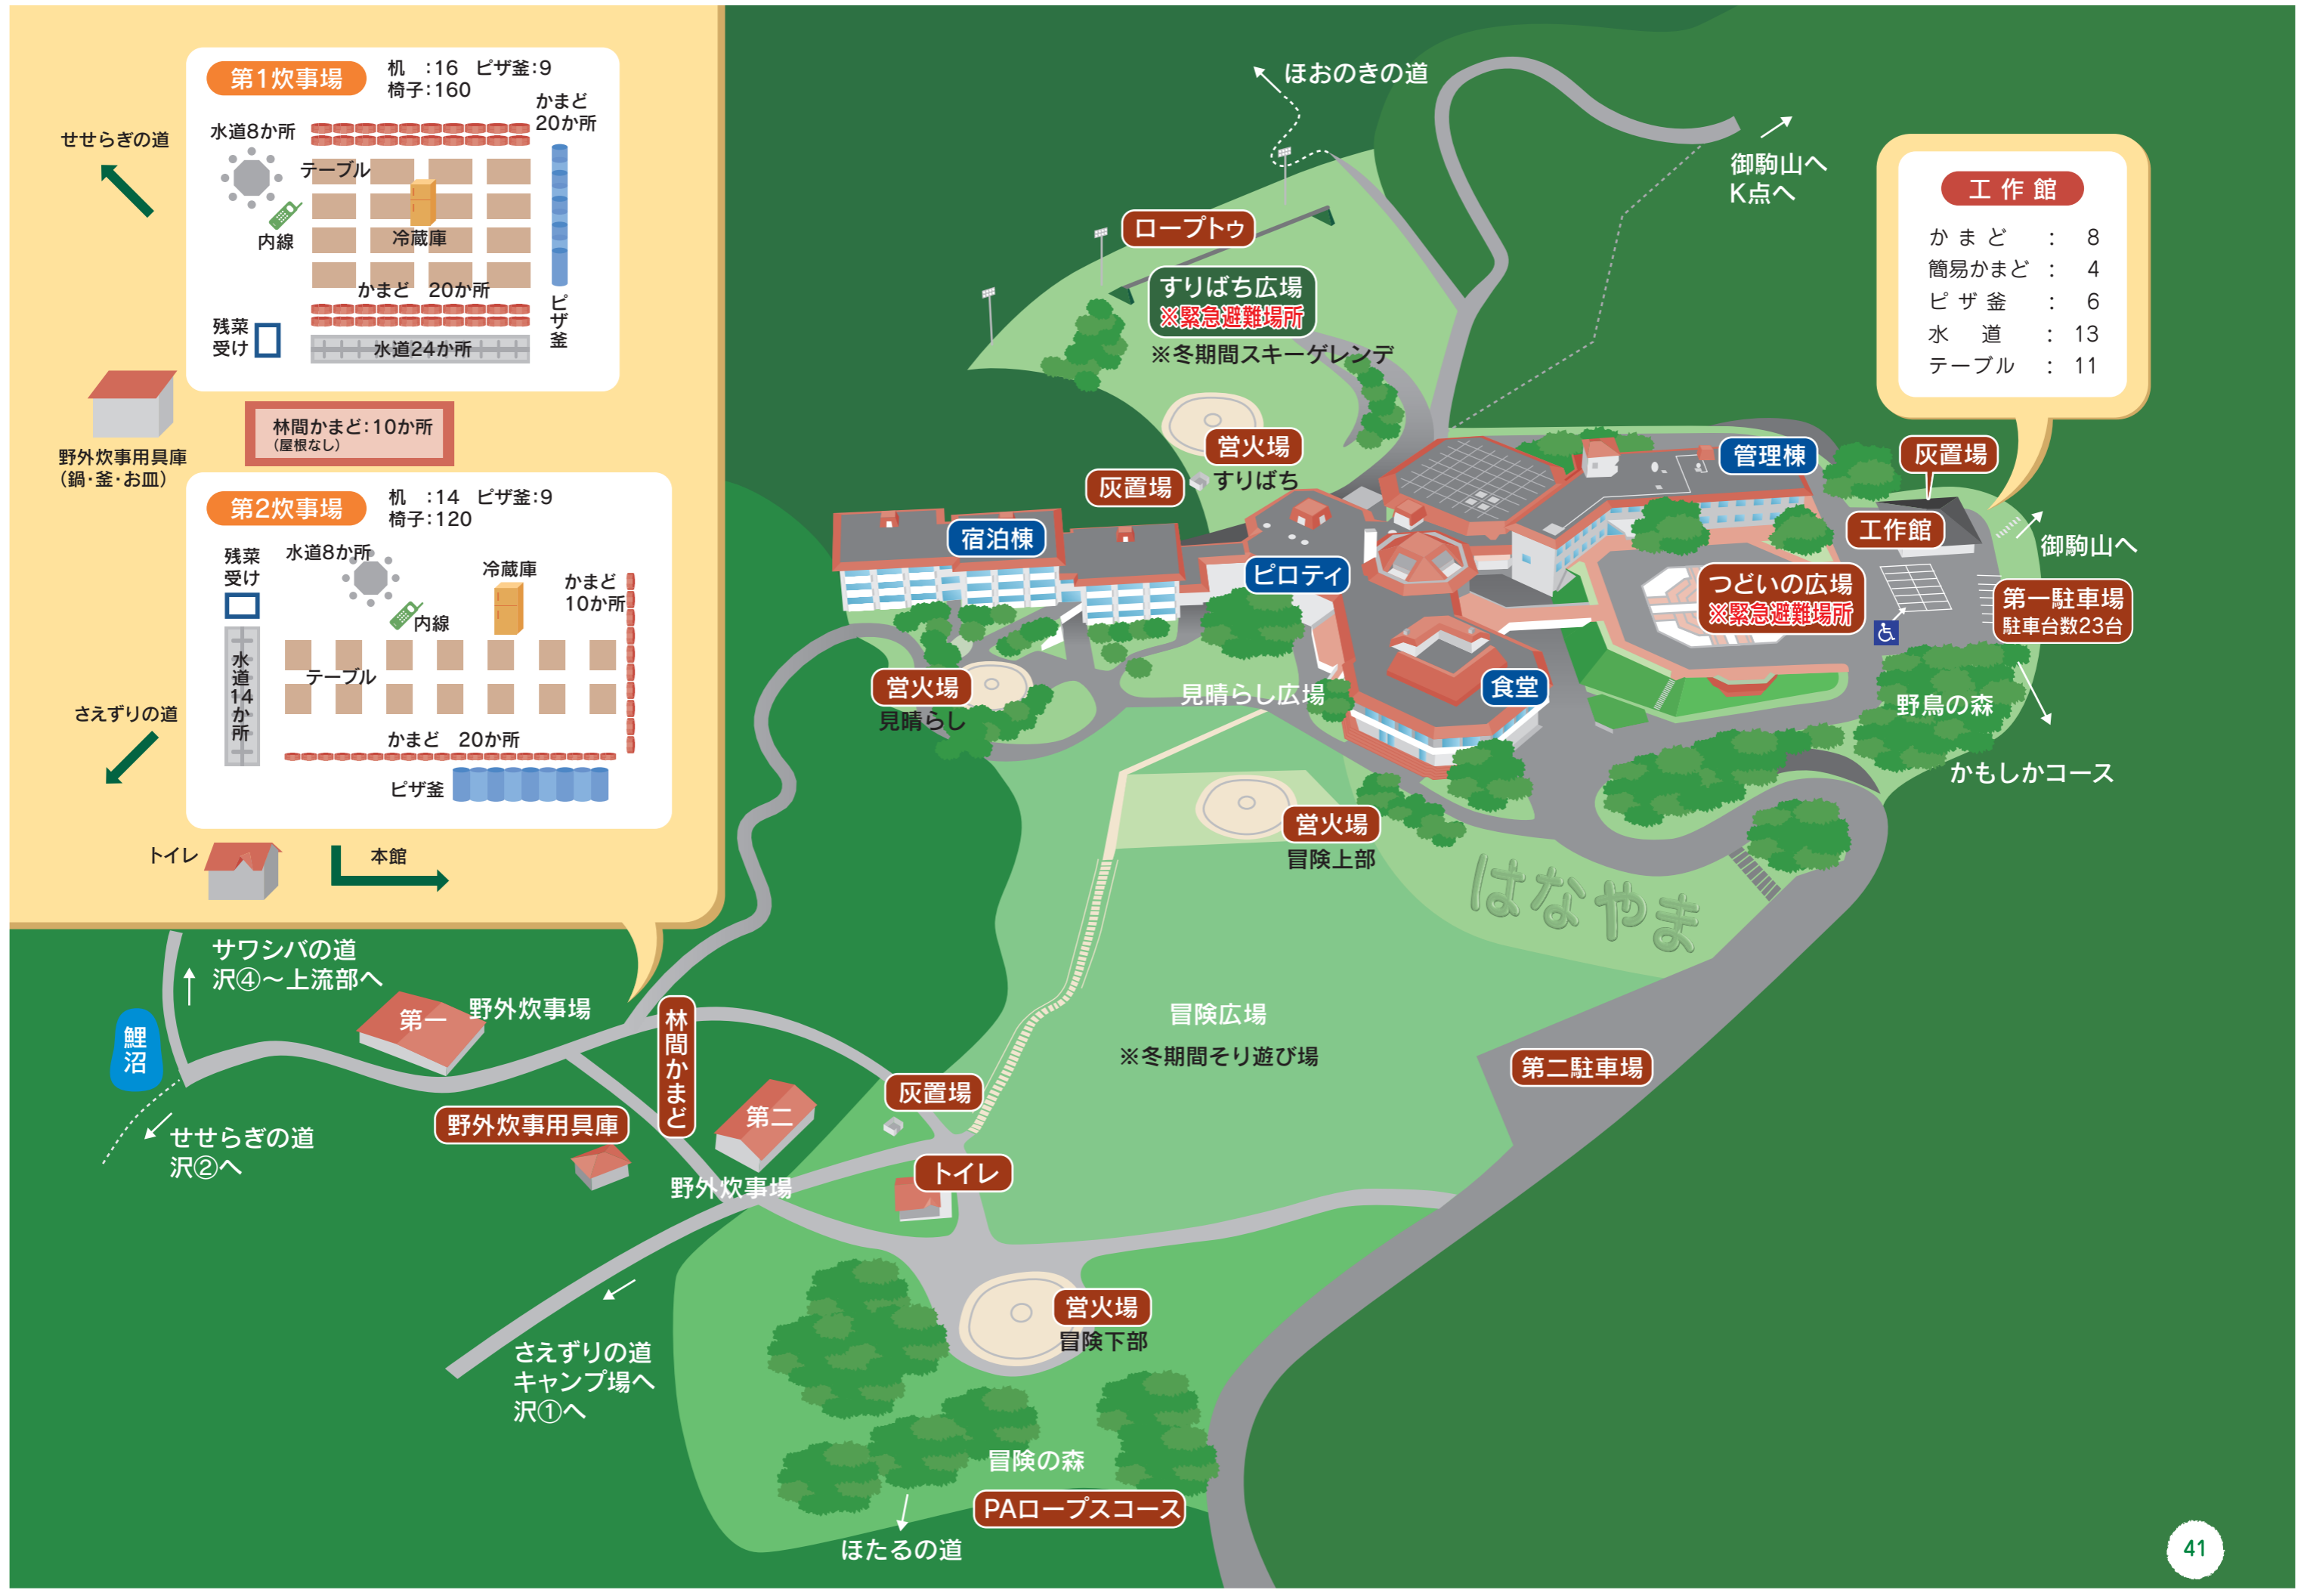 第1炊事場
机　:16　ピザ釜:9
椅子:160
かまど
20か所
水道8か所
テーブル
内線
冷蔵庫
かまど　20か所
ピザ釜
残菜
受け
水道24か所
せせらぎの道
野外炊事用具庫
（鍋・釜・お皿）
林間かまど:10か所
（屋根なし）
第2炊事場
机　:14　ピザ釜:9
椅子:120
残菜
受け
水道8か所
冷蔵庫
かまど
10か所
内線
水道14か所
テーブル
かまど　20か所
ピザ釜
さえずりの道
トイレ
本館
ほおのきの道
御駒山へ
K点へ
ロープトゥ
すりばち広場
※緊急避難場所
※冬期間スキーゲレンデ
営火場
すりばち
灰置場
工作館
かまど　:　8
簡易かまど　:　4
ピザ釜　:　6
水道　:　13
テーブル　:　11
管理棟
灰置場
工作館
御駒山へ
宿泊棟
ピロティ
つどいの広場
※緊急避難場所
第一駐車場
駐車台数23台
営火場
見晴らし
見晴らし広場
食堂
野鳥の森
かもしかコース
営火場
冒険上部
はなやま
サワシバの道
沢④～上流部へ
鯉沼
第一
野外炊事場
林間かまど
冒険広場
※冬期間そり遊び場
第二駐車場
灰置場
第二
野外炊事用具庫
せせらぎの道
沢②へ
野外炊事場
トイレ
営火場
冒険下部
さえずりの道
キャンプ場へ
沢①へ
冒険の森
PAロープスコース
ほたるの道
41